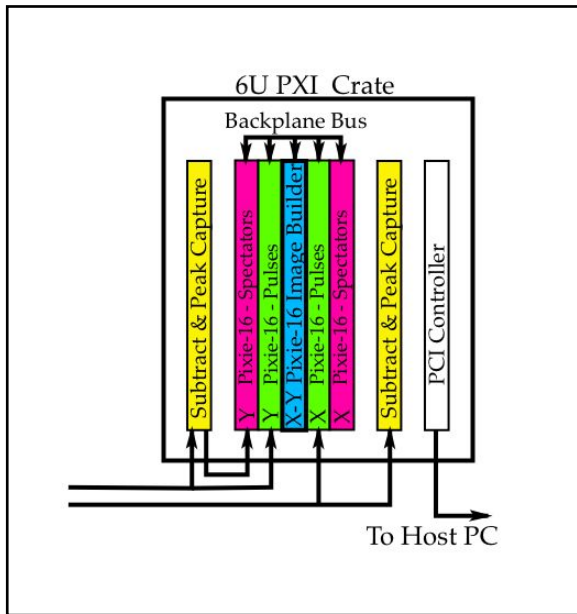 6U PXI Crate
Backplane Bus
Subtract & Peak Capture
Y Pixie-16 - Spectators
Y Pixie-16 - Pulses
X-Y Pixie-16 Image Builder
X Pixie-16 - Pulses
X Pixie-16 - Spectators
Subtract & Peak Capture
PCI Controller
To Host PC